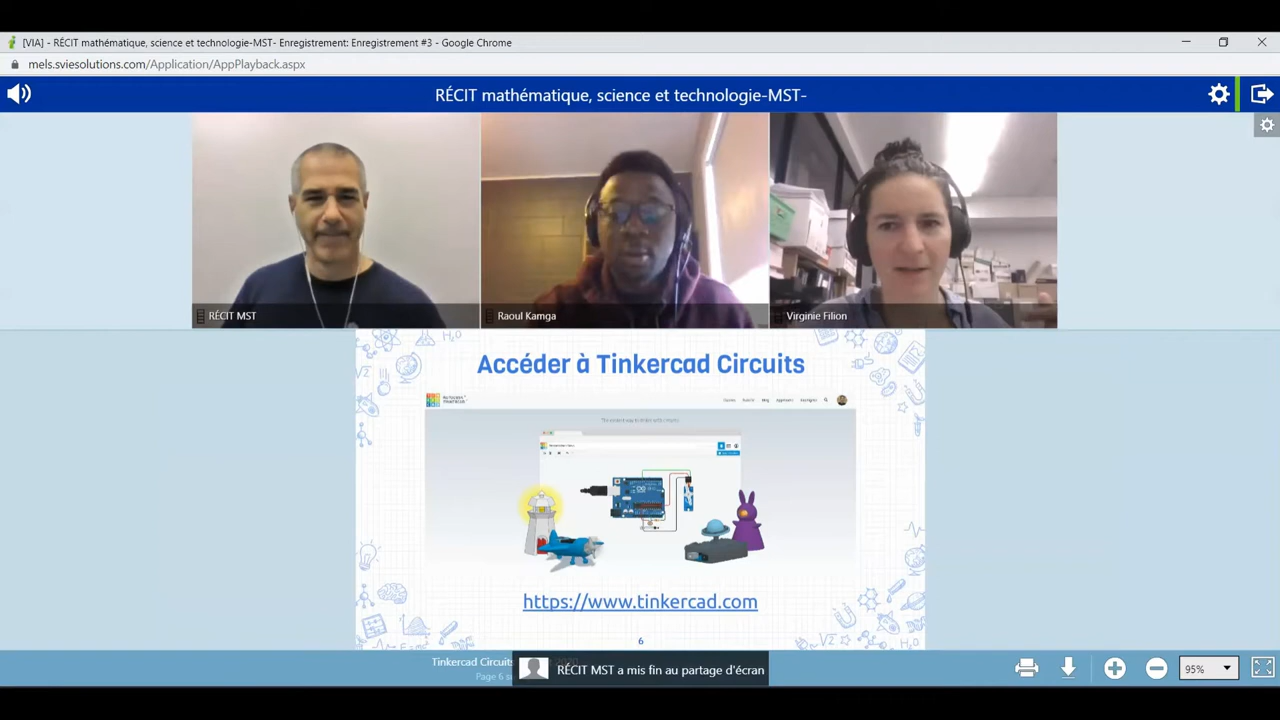 [VIA] - RÉCIT mathématique, science et technologie-MST- Enregistrement: Enregistrement #3 - Google Chrome
mels.sviesolutions.com/Application/AppPlayback.aspx
RÉCIT mathématique, science et technologie-MST-
RÉCIT MST
Raoul Kamga
Virginie Filion
Accéder à Tinkercad Circuits
https://www.tinkercad.com
6
Tinkercad Circuits
Page 6
RÉCIT MST a mis fin au partage d'écran
95%